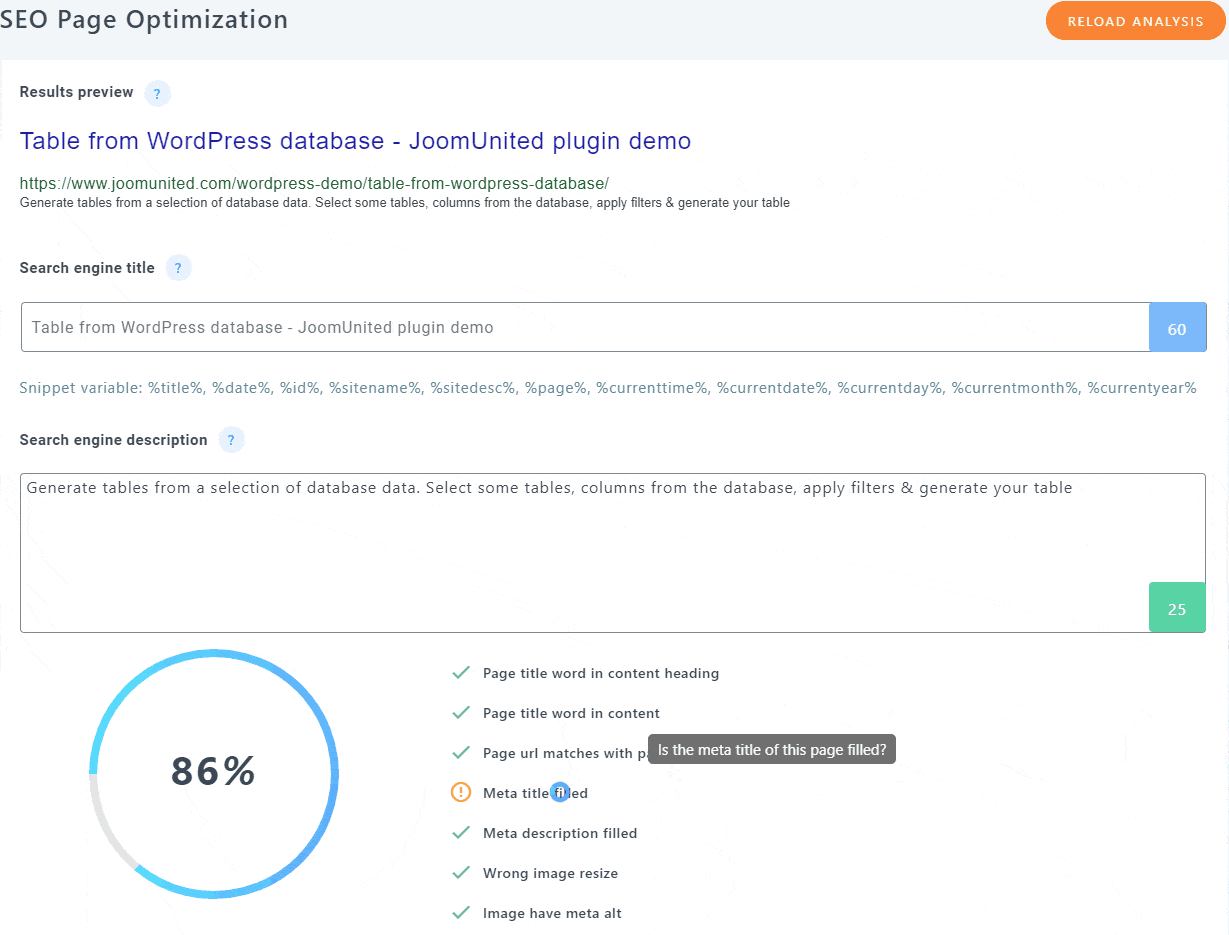 SEO Page Optimization
RELOAD ANALYSIS
Results preview ?
Table from WordPress database - JoomUnited plugin demo
https://www.joomunited.com/wordpress-demo/table-from-wordpress-database/
Generate tables from a selection of database data. Select some tables, columns from the database, apply filters & generate your table
Search engine title ?
Table from WordPress database - JoomUnited plugin demo
60
Snippet variable: %title%, %date%, %id%, %sitename%, %sitedesc%, %page%, %currenttime%, %currentdate%, %currentday%, %currentmonth%, %currentyear%
Search engine description ?
Generate tables from a selection of database data. Select some tables, columns from the database, apply filters & generate your table
25
86%
Page title word in content heading
Page title word in content
Page url matches with
Is the meta title of this page filled?
Meta title filled
Meta description filled
Wrong image resize
Image have meta alt